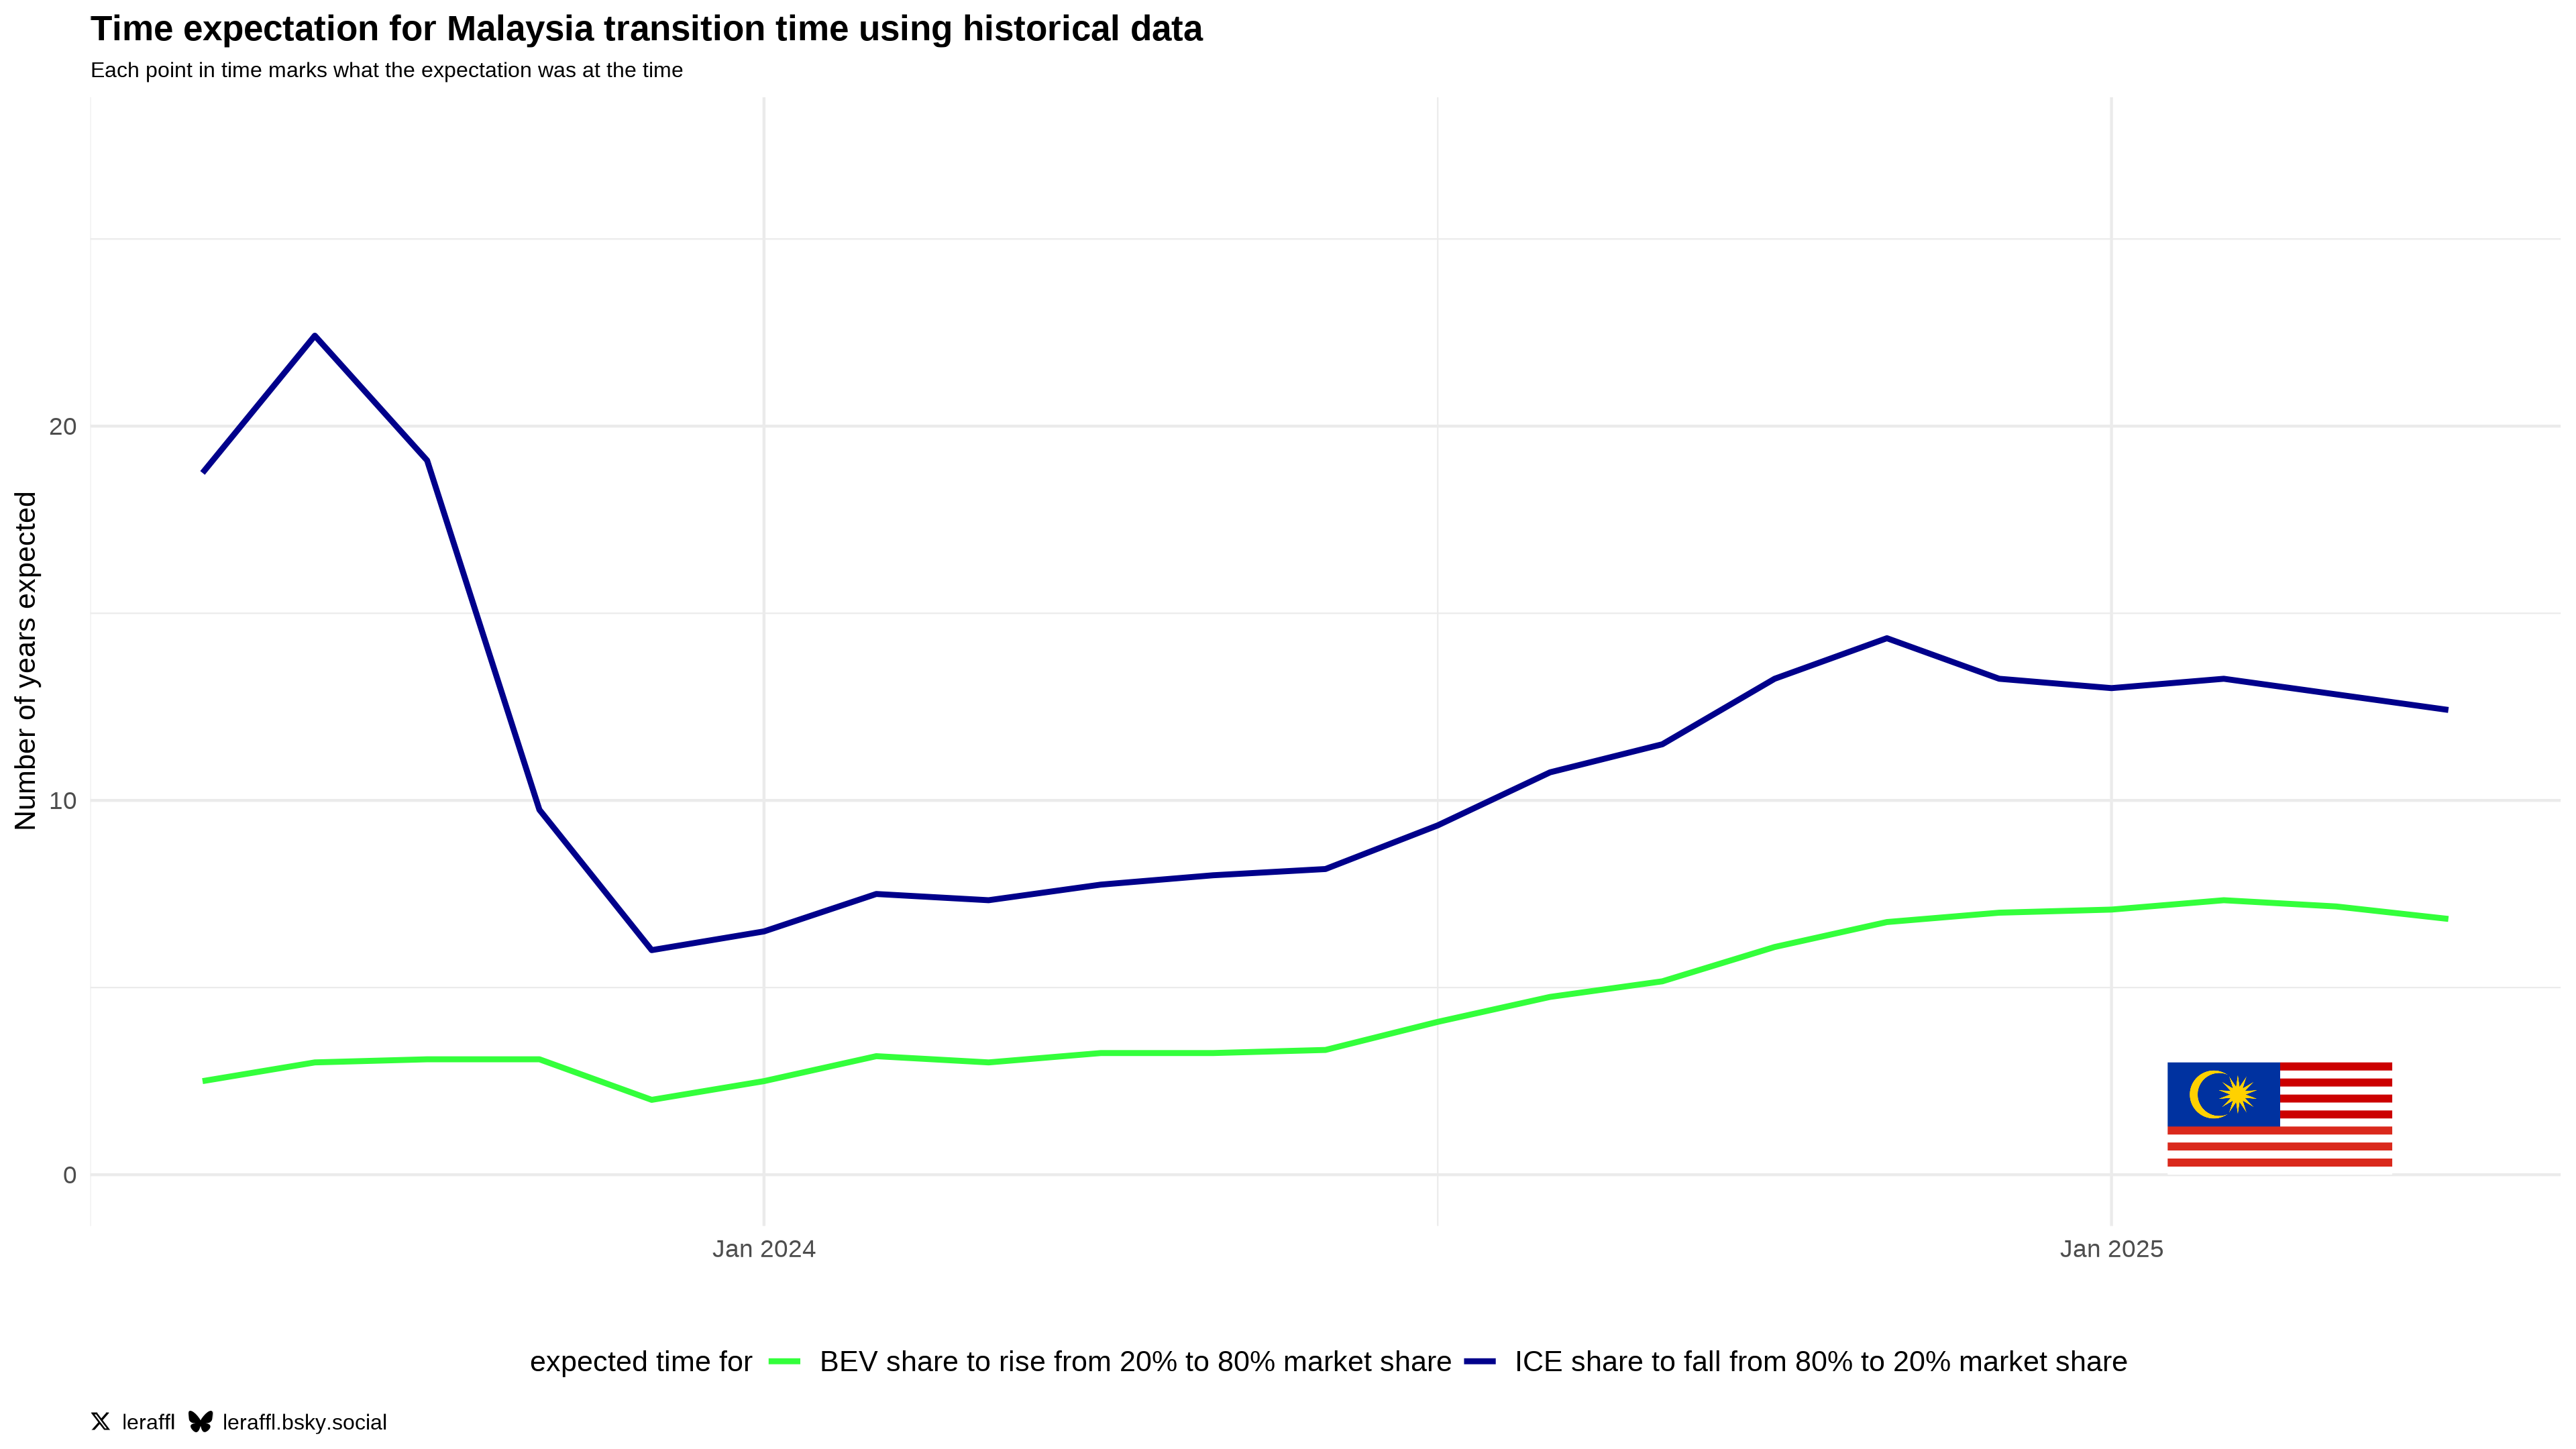 Time expectation for Malaysia transition time using historical data
Each point in time marks what the expectation was at the time
Number of years expected
20
10
0
Jan 2024
Jan 2025
expected time for BEV share to rise from 20% to 80% market share ICE share to fall from 80% to 20% market share
leraffl leraffl.bsky.social